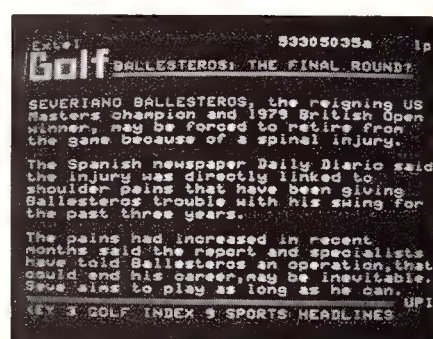 Extel 53305035a 1p
Golf BALLESTEROS: THE FINAL ROUND?
SEVERIANO BALLESTEROS, the reigning US
Masters champion and 1979 British Open
winner, may be forced to retire from
the game because of a spinal injury.
The Spanish newspaper Daily Diario said
the injury was directly linked to
shoulder pains that have been giving
Ballesteros trouble with his swing for
the past three years.
The pains had increased in recent
months said the report and specialists
have told Ballesteros an operation, that
could end his career, may be inevitable.
Seve aims to play as long as he can.
UPI
KEY 3 GOLF INDEX 9 SPORTS HEADLINES